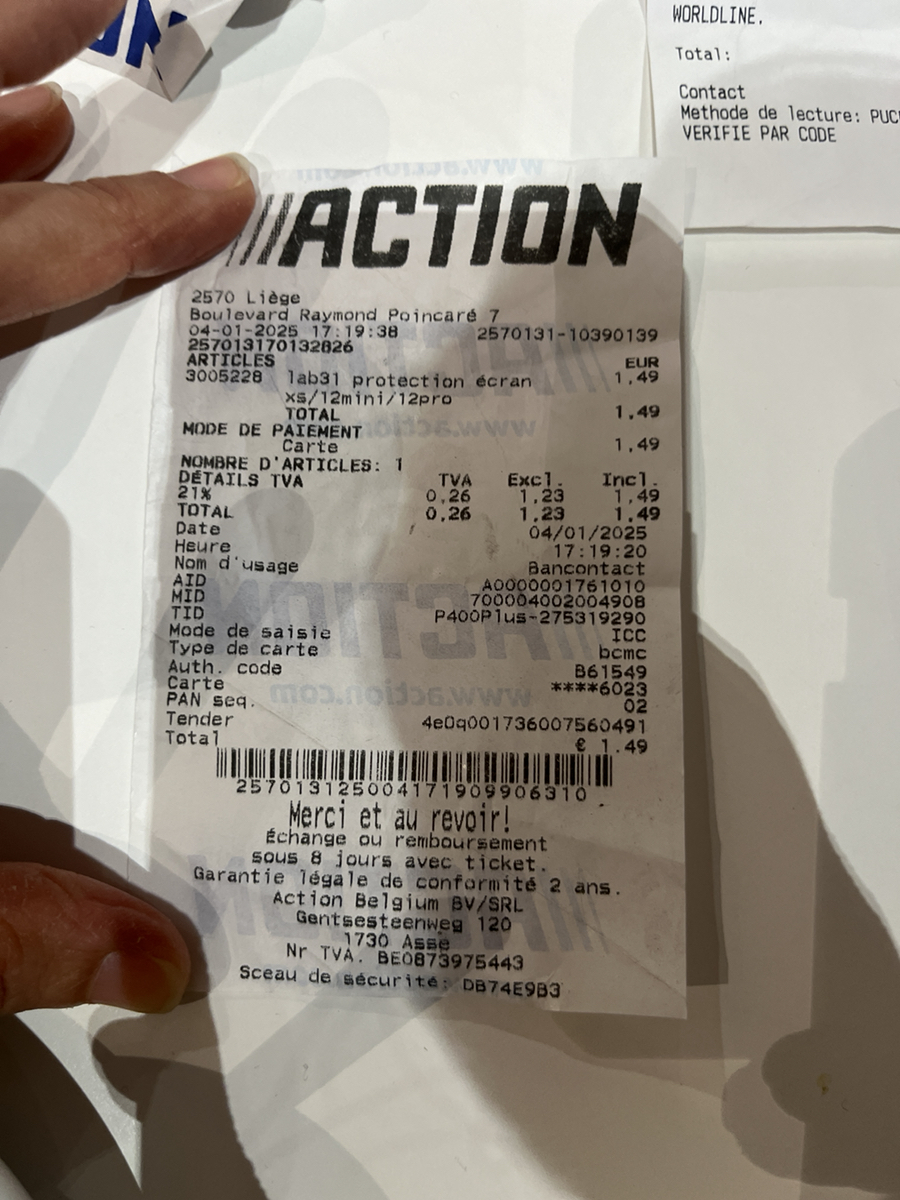 WORLDLINE.
Total:
Contact
Methode de lecture: PUC
VERIFIE PAR CODE
www.action.com
ACTION
2570 Liège
Boulevard Raymond Poincaré 7
04-01-2025 17:19:38 2570131-10390139
257013170132826
ARTICLES EUR
3005228 lab31 protection écran 1,49
xs/12mini/12pro
TOTAL 1,49
MODE DE PAIEMENT
Carte 1,49
NOMBRE D'ARTICLES: 1
DÉTAILS TVA TVA Excl. Incl.
21% 0,26 1,23 1,49
TOTAL 0,26 1,23 1,49
Date 04/01/2025
Heure 17:19:20
Nom d'usage Bancontact
AID A0000001761010
MID 700004002004908
TID P400Plus-275319290
Mode de saisie ICC
Type de carte bcmc
Auth. code B61549
Carte ****6023
PAN seq. 02
Tender 4e0q001736007560491
Total € 1.49
257013125004171909906310
Merci et au revoir!
Échange ou remboursement
sous 8 jours avec ticket.
Garantie légale de conformité 2 ans.
Action Belgium BV/SRL
Gentsesteenweg 120
1730 Asse
Nr TVA. BE0873975443
Sceau de sécurité: DB74E9B3